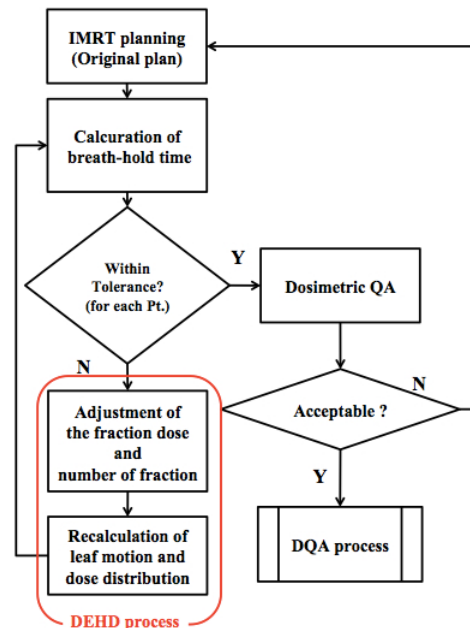 IMRT planning
(Original plan)
Calcuration of
breath-hold time
Within
Tolerance?
(for each Pt.)
Y
Dosimetric QA
N
Adjustment of
the fraction dose
and
number of fraction
Acceptable ?
N
Y
Recalculation of
leaf motion and
dose distribution
DQA process
DEHD process